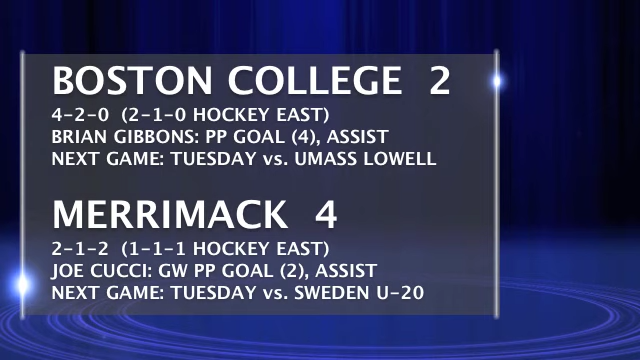 BOSTON COLLEGE 2
4-2-0 (2-1-0 HOCKEY EAST)
BRIAN GIBBONS: PP GOAL (4), ASSIST
NEXT GAME: TUESDAY vs. UMASS LOWELL
MERRIMACK 4
2-1-2 (1-1-1 HOCKEY EAST)
JOE CUCCI: GW PP GOAL (2), ASSIST
NEXT GAME: TUESDAY vs. SWEDEN U-20